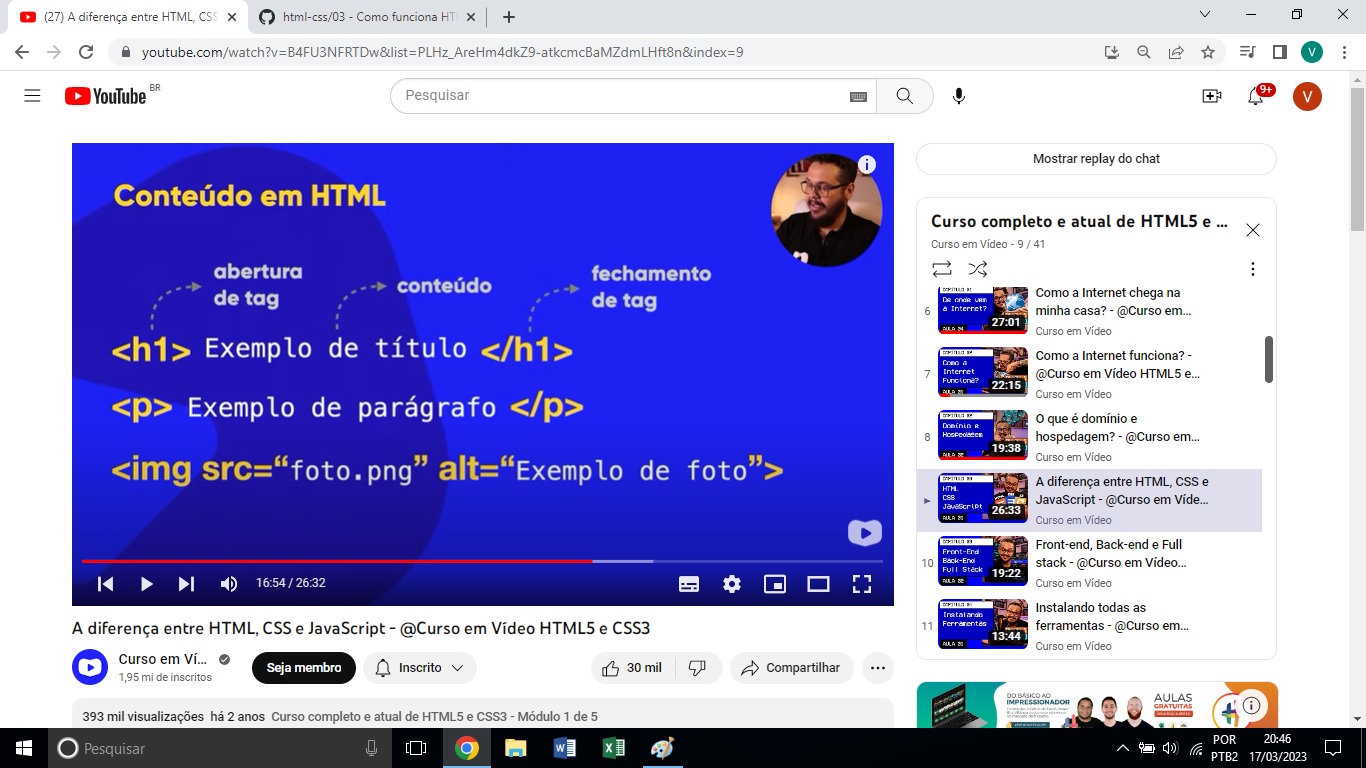 (27) A diferença entre HTML, CSS
html-css/03 - Como funciona HTI
youtube.com/watch?v=B4FU3NFRTDw&list=PLHz_AreHm4dkZ9-atkcmcBaMZdmLHft8n&index=9
V
YouTube BR
Pesquisar
9+
V
Conteúdo em HTML
abertura
de tag
conteúdo
fechamento
de tag
<h1> Exemplo de título </h1>
<p> Exemplo de parágrafo </p>
<img src=“foto.png” alt=“Exemplo de foto”>
16:54 / 26:32
A diferença entre HTML, CSS e JavaScript - @Curso em Vídeo HTML5 e CSS3
Curso em Ví...
1,95 mi de inscritos
Seja membro
Inscrito
30 mil
Compartilhar
393 mil visualizações há 2 anos Curso completo e atual de HTML5 e CSS3 - Módulo 1 de 5
Mostrar replay do chat
Curso completo e atual de HTML5 e ...
Curso em Vídeo - 9 / 41
6
De onde vem
a Internet?
27:01
Como a Internet chega na
minha casa? - @Curso em...
Curso em Vídeo
7
Como a
Internet
Funciona?
22:15
Como a Internet funciona? -
@Curso em Vídeo HTML5 e...
Curso em Vídeo
8
Domínio e
Hospedagem
19:38
O que é domínio e
hospedagem? - @Curso em...
Curso em Vídeo
HTML
CSS
JavaScript
26:33
A diferença entre HTML, CSS e
JavaScript - @Curso em Víde...
Curso em Vídeo
10
Front-End
Back-End
Full Stack
19:22
Front-end, Back-end e Full
stack - @Curso em Vídeo...
Curso em Vídeo
11
Instalando
Ferramentas
13:44
Instalando todas as
ferramentas - @Curso em...
Curso em Vídeo
DO BÁSICO AO
IMPRESSIONADOR
AULAS
GRATUITAS
Pesquisar
POR
PTB2
20:46
17/03/2023